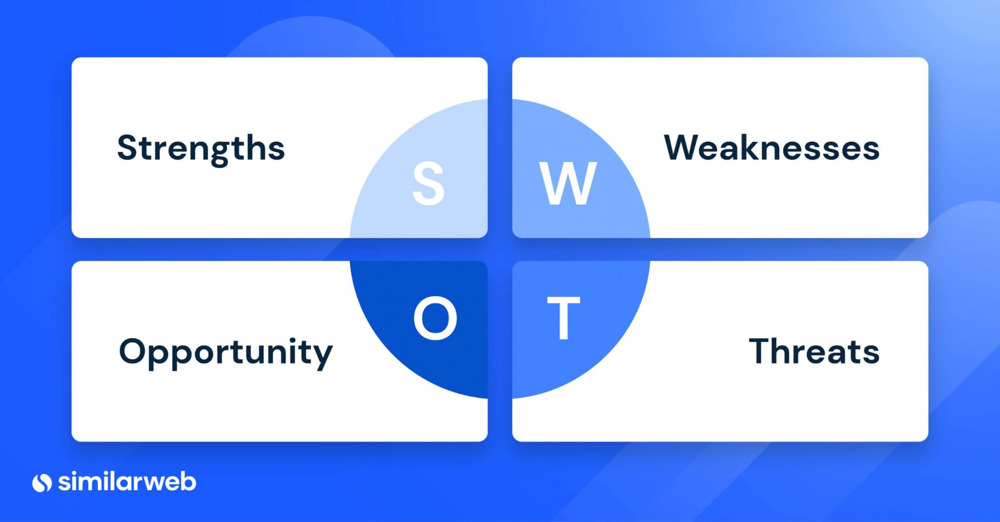 Strengths
S
W
Weaknesses
Opportunity
O
T
Threats
similarweb